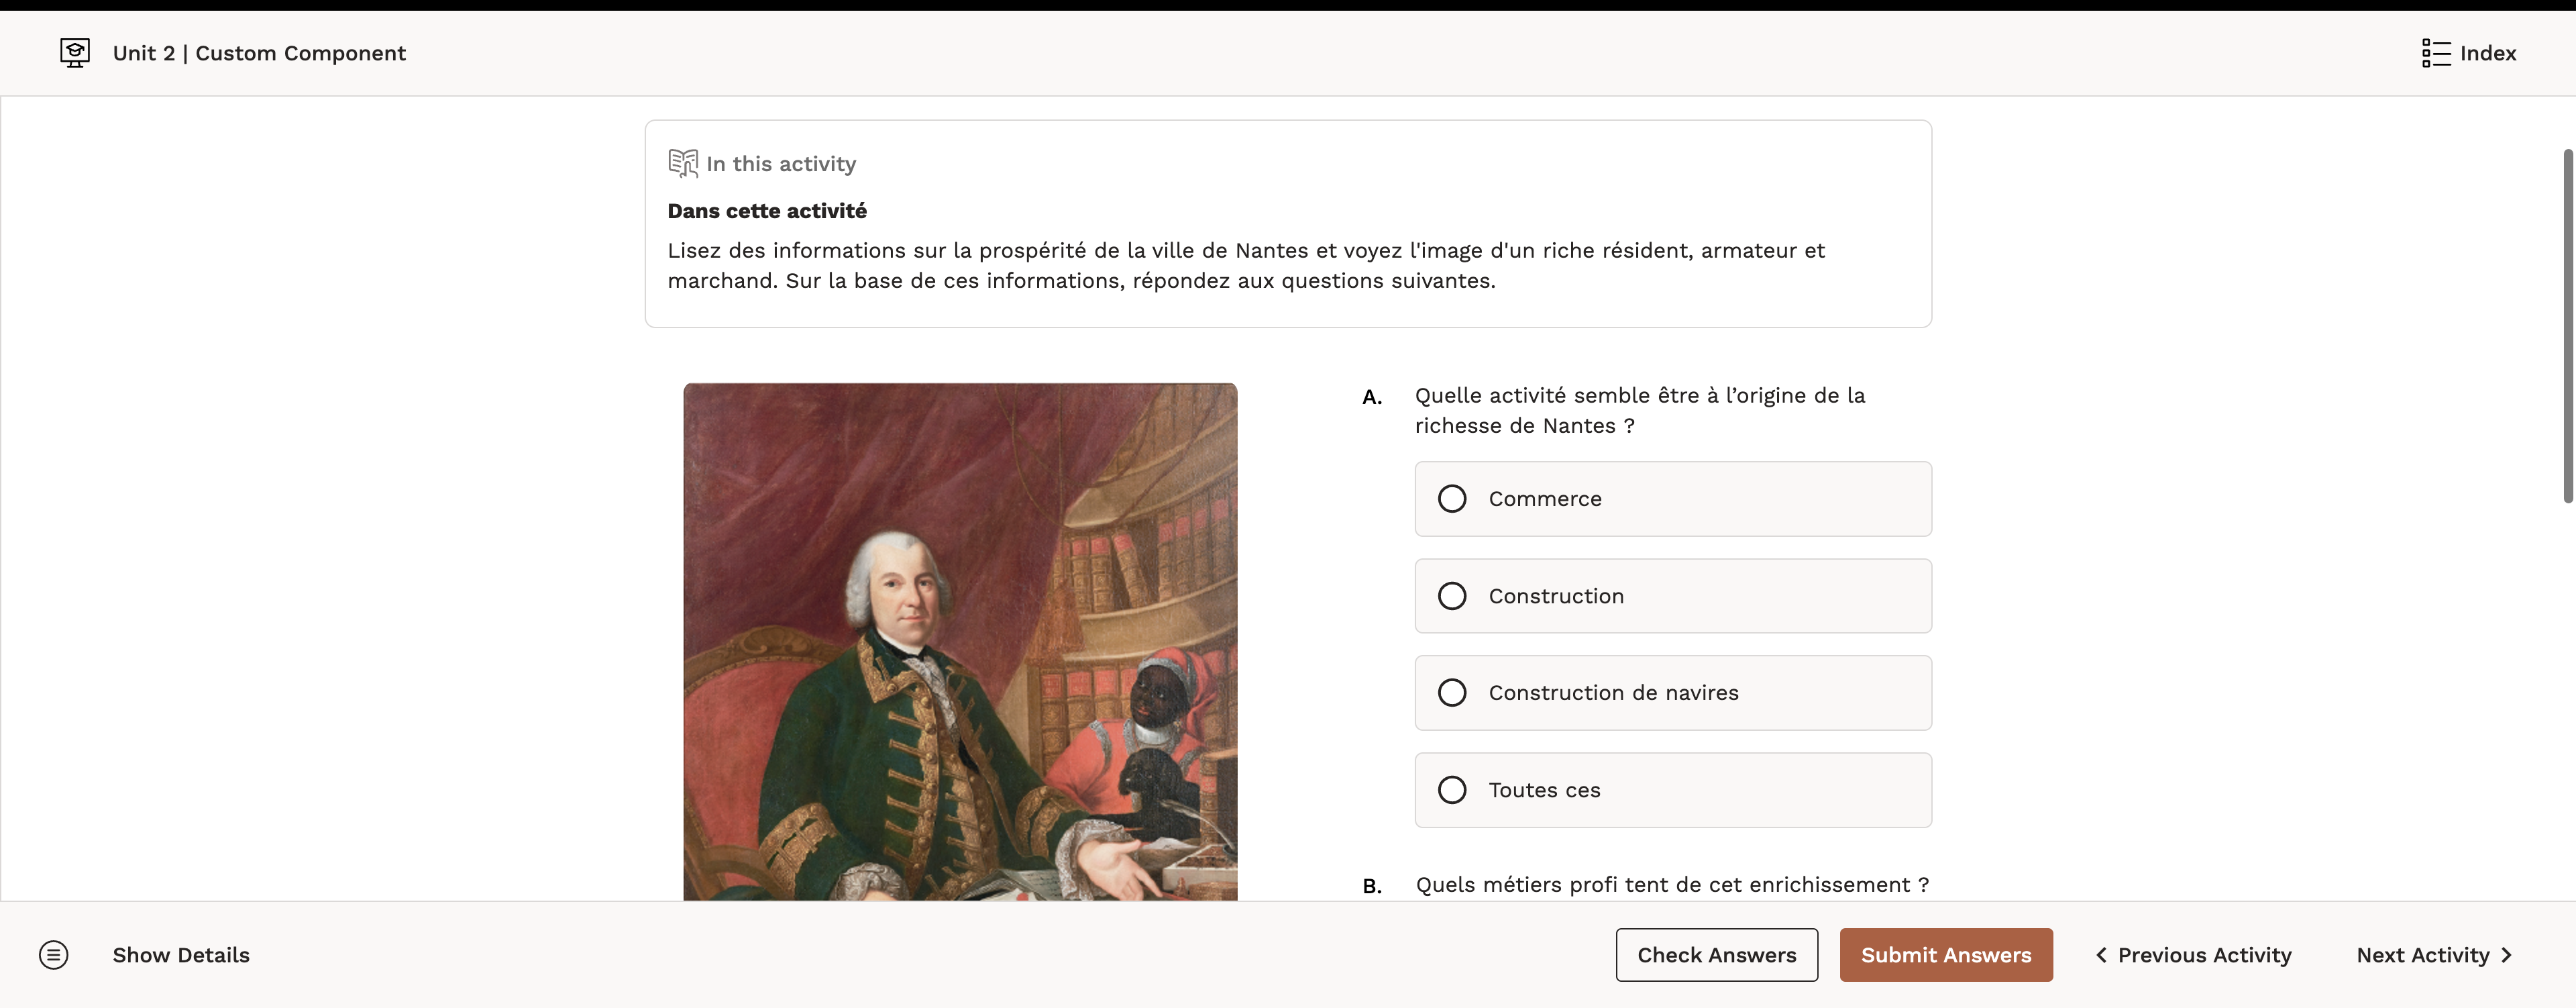 Unit 2 | Custom Component
Index
In this activity
Dans cette activité
Lisez des informations sur la prospérité de la ville de Nantes et voyez l'image d'un riche résident, armateur et
marchand. Sur la base de ces informations, répondez aux questions suivantes.
A. Quelle activité semble être à l’origine de la
richesse de Nantes ?
Commerce
Construction
Construction de navires
Toutes ces
B. Quels métiers profi tent de cet enrichissement ?
Show Details
Check Answers
Submit Answers
Previous Activity
Next Activity